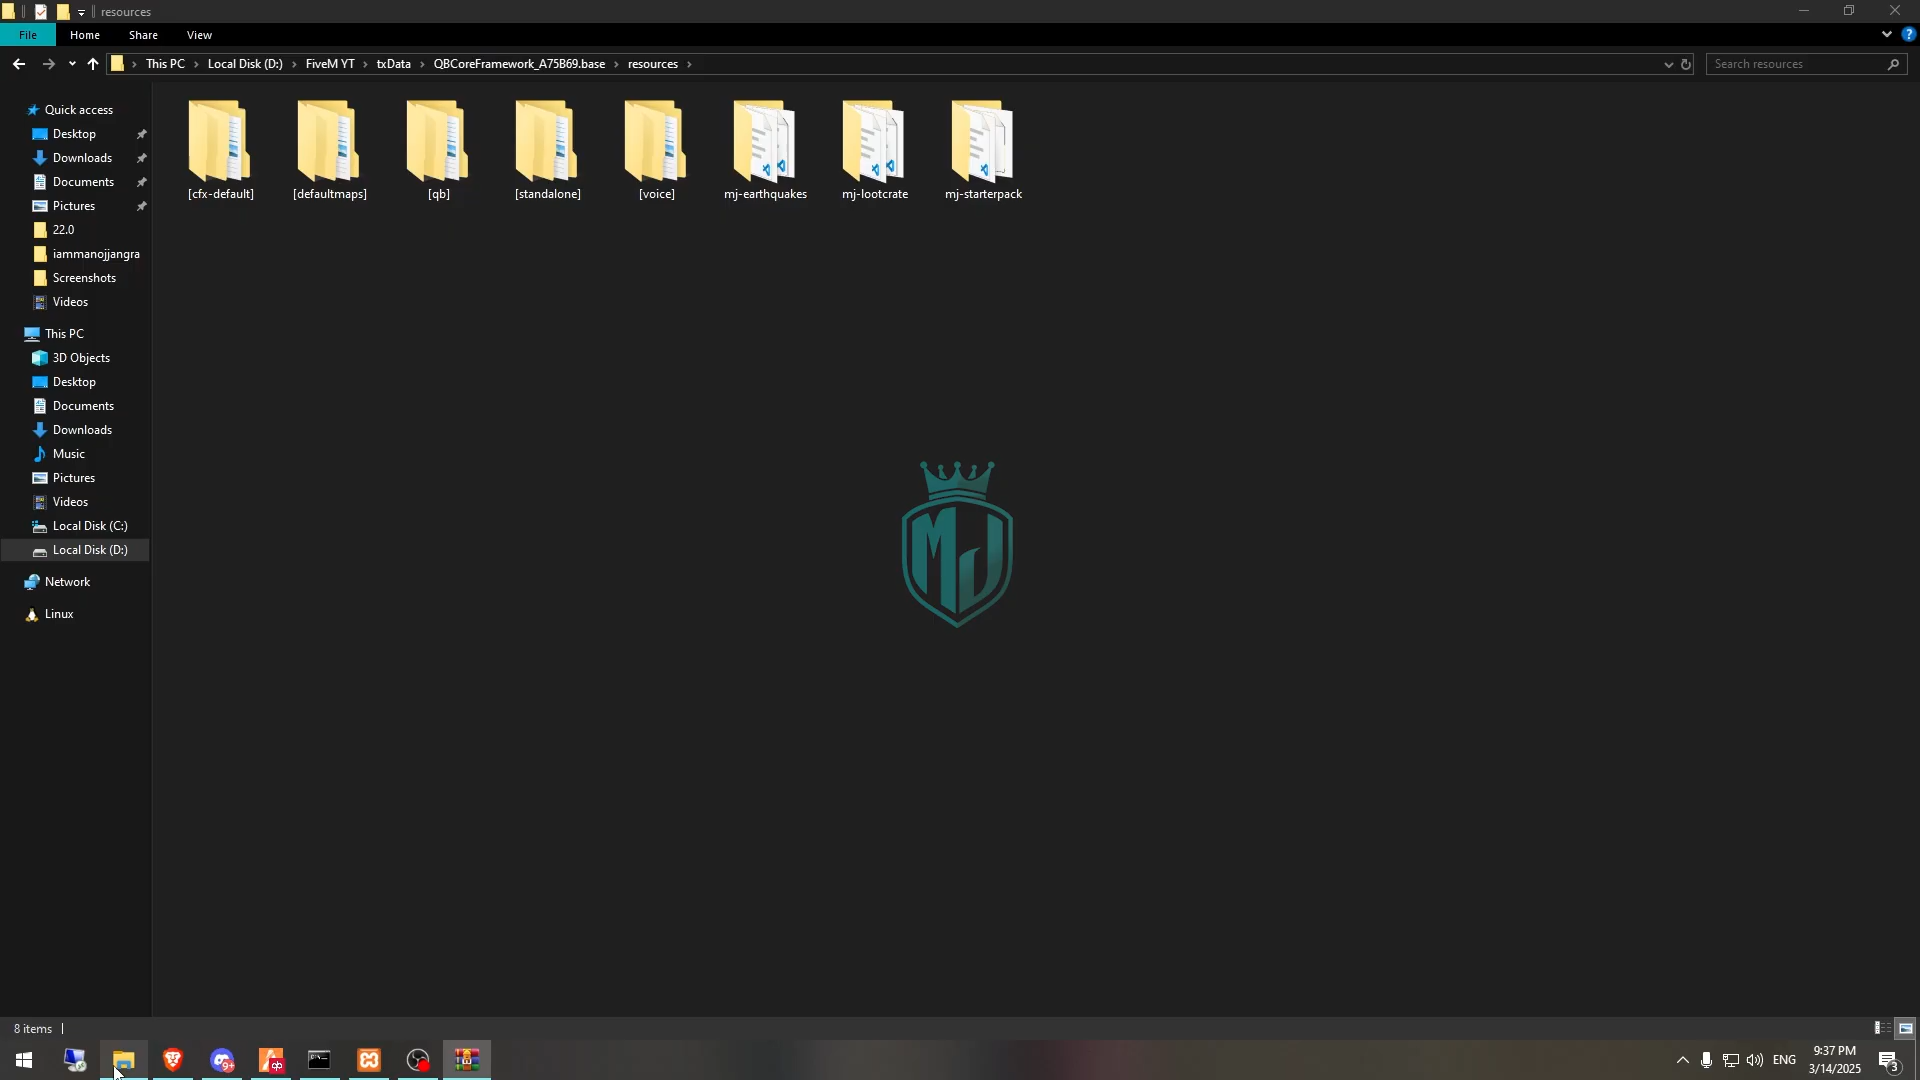 resources
File
Home
Share
View
This PC
Local Disk (D:)
FiveM YT
txData
QBCoreFramework_A75B69.base
resources
Search resources
Quick access
Desktop
Downloads
Documents
Pictures
22.0
iammanojjangra
Screenshots
Videos
This PC
3D Objects
Desktop
Documents
Downloads
Music
Pictures
Videos
Local Disk (C:)
Local Disk (D:)
Network
Linux
[cfx-default]
[defaultmaps]
[qb]
[standalone]
[voice]
mj-earthquakes
mj-lootcrate
mj-starterpack
MJ
8 items
9+
qb
ENG
9:37 PM
3/14/2025
3